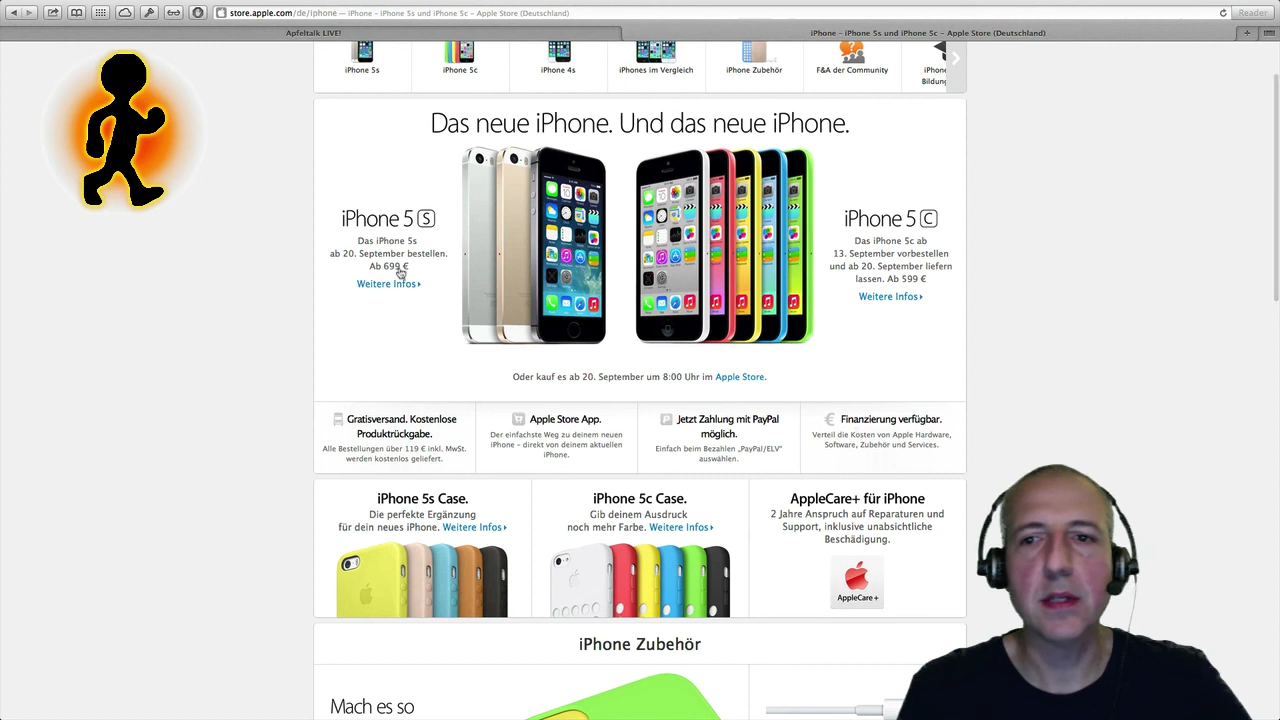 store.apple.com/de/iphone — iPhone - iPhone 5s und iPhone 5c - Apple Store (Deutschland)
Reader
Apfeltalk LIVE!
iPhone - iPhone 5s und iPhone 5c - Apple Store (Deutschland)
iPhone 5s
iPhone 5c
iPhone 4s
iPhones im Vergleich
iPhone Zubehör
F&A der Community
iPhone
Bildung
Das neue iPhone. Und das neue iPhone.
iPhone 5 S
Das iPhone 5s
ab 20. September bestellen.
Ab 699 €
Weitere Infos
iPhone 5 C
Das iPhone 5c ab
13. September vorbestellen
und ab 20. September liefern
lassen. Ab 599 €
Weitere Infos
Oder kauf es ab 20. September um 8:00 Uhr im Apple Store.
Gratisversand. Kostenlose
Produktrückgabe.
Alle Bestellungen über 119 € inkl. MwSt.
werden kostenlos geliefert.
Apple Store App.
Der einfachste Weg zu deinem neuen
iPhone – direkt von deinem aktuellen
iPhone.
Jetzt Zahlung mit PayPal
möglich.
Einfach beim Bezahlen „PayPal/ELV"
auswählen.
Finanzierung verfügbar.
Verteil die Kosten von Apple Hardware,
Software, Zubehör und Services.
iPhone 5s Case.
Die perfekte Ergänzung
für dein neues iPhone. Weitere Infos
iPhone 5c Case.
Gib deinem Ausdruck
noch mehr Farbe. Weitere Infos
AppleCare+ für iPhone
2 Jahre Anspruch auf Reparaturen und
Support, inklusive unabsichtliche
Beschädigung.
AppleCare+
iPhone Zubehör
Mach es so